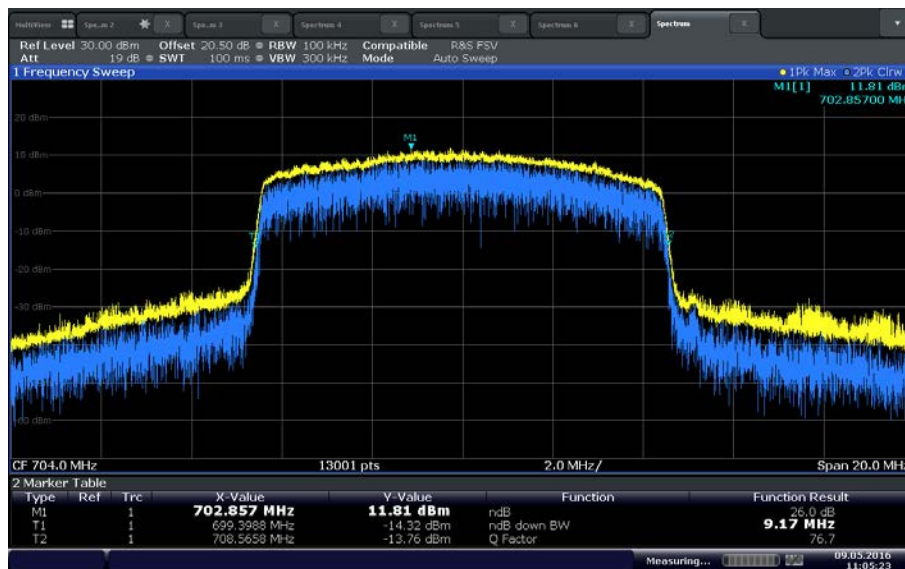 MultiView Spe...m 2 X Spe...m 3 X Spectrum 4 X Spectrum 5 X Spectrum 6 X Spectrum X
Ref Level 30.00 dBm Offset 20.50 dB RBW 100 kHz Compatible R&S FSV
Att 19 dB SWT 100 ms VBW 300 kHz Mode Auto Sweep
1 Frequency Sweep 1Pk Max 2Pk Clrw
M1[1] 11.81 dBm
702.85700 MH
20 dBm
M1
10 dBm
0 dBm
-10 dBm
-20 dBm
-30 dBm
CF 704.0 MHz 13001 pts 2.0 MHz/ Span 20.0 MHz
2 Marker Table
Type Ref Trc X-Value Y-Value Function Function Result
M1 1 702.857 MHz 11.81 dBm ndB 26.0 dB
T1 1 699.3988 MHz -14.32 dBm ndB down BW 9.17 MHz
T2 1 708.5658 MHz -13.76 dBm Q Factor 76.7
Measuring... 09.05.2016
11:05:23